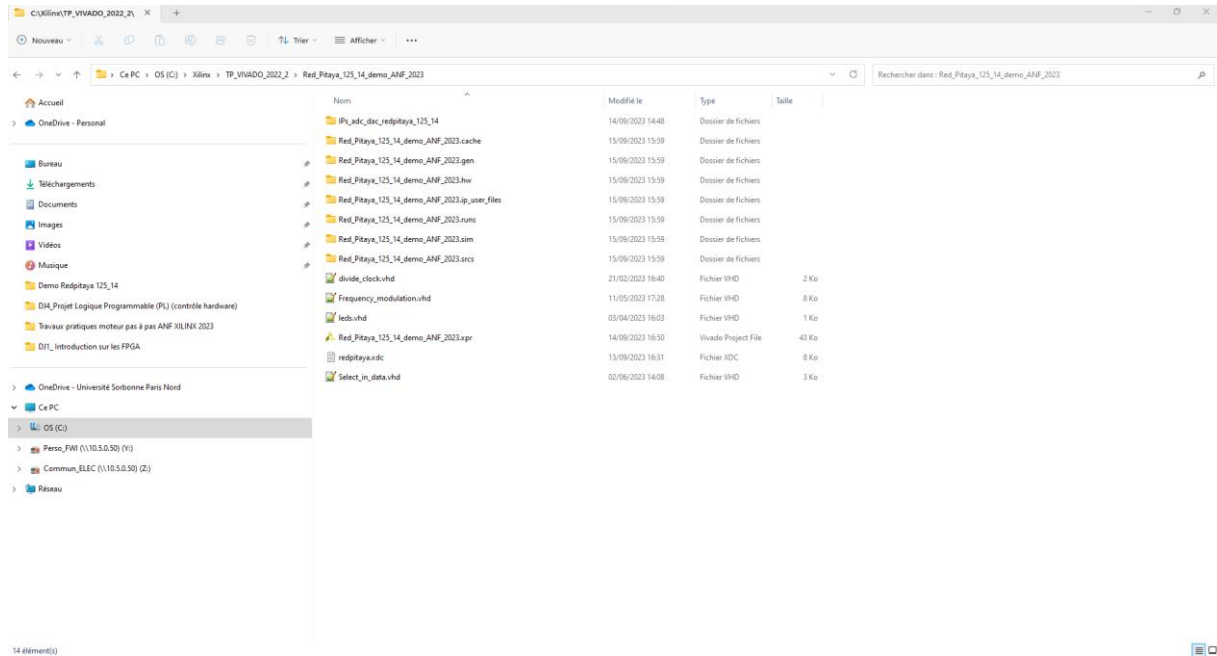 C:\Xilinx\TP_VIVADO_2022_2\
Nouveau Trier Afficher
Ce PC > OS (C:) > Xilinx > TP_VIVADO_2022_2 > Red_Pitaya_125_14_demo_ANF_2023
Rechercher dans : Red_Pitaya_125_14_demo_ANF_2023
Accueil
OneDrive - Personal
Bureau
Téléchargements
Documents
Images
Vidéos
Musique
Demo Redpitaya 125_14
DJ4_Projet Logique Programmable (PL) (contrôle hardware)
Travaux pratiques moteur pas à pas ANF XILINX 2023
DJ1_ Introduction sur les FPGA
OneDrive - Université Sorbonne Paris Nord
Ce PC
OS (C:)
Perso_FWI (\\10.5.0.50) (Y:)
Commun_ELEC (\\10.5.0.50) (Z:)
Réseau
Nom Modifié le Type Taille
IPs_adc_dac_redpitaya_125_14 14/09/2023 14:48 Dossier de fichiers
Red_Pitaya_125_14_demo_ANF_2023.cache 15/09/2023 15:59 Dossier de fichiers
Red_Pitaya_125_14_demo_ANF_2023.gen 15/09/2023 15:59 Dossier de fichiers
Red_Pitaya_125_14_demo_ANF_2023.hw 15/09/2023 15:59 Dossier de fichiers
Red_Pitaya_125_14_demo_ANF_2023.ip_user_files 15/09/2023 15:59 Dossier de fichiers
Red_Pitaya_125_14_demo_ANF_2023.runs 15/09/2023 15:59 Dossier de fichiers
Red_Pitaya_125_14_demo_ANF_2023.sim 15/09/2023 15:59 Dossier de fichiers
Red_Pitaya_125_14_demo_ANF_2023.srcs 15/09/2023 15:59 Dossier de fichiers
divide_clock.vhd 21/02/2023 16:40 Fichier VHD 2 Ko
Frequency_modulation.vhd 11/05/2023 17:28 Fichier VHD 8 Ko
leds.vhd 03/04/2023 16:03 Fichier VHD 1 Ko
Red_Pitaya_125_14_demo_ANF_2023.xpr 14/09/2023 16:50 Vivado Project File 43 Ko
redpitaya.xdc 13/09/2023 16:31 Fichier XDC 8 Ko
Select_in_data.vhd 02/06/2023 14:08 Fichier VHD 3 Ko
14 élément(s)